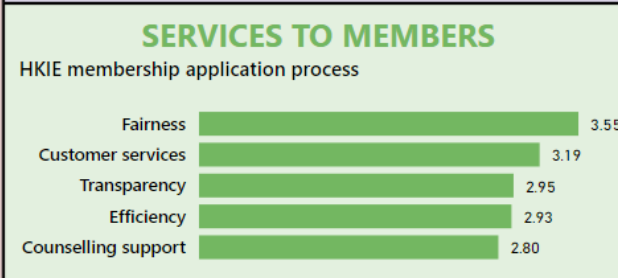 SERVICES TO MEMBERS
HKIE membership application process
Fairness 3.55
Customer services 3.19
Transparency 2.95
Efficiency 2.93
Counselling support 2.80